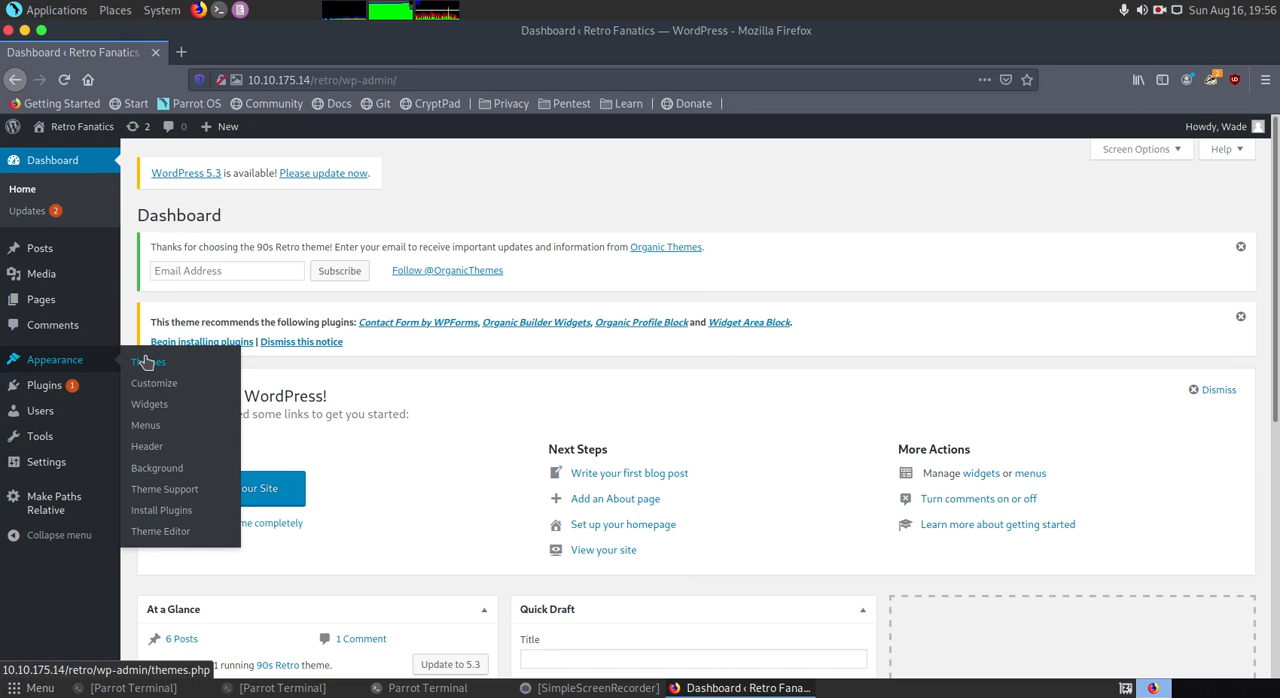 Applications Places System Sun Aug 16, 19:56
Dashboard ‹ Retro Fanatics — WordPress - Mozilla Firefox
Dashboard ‹ Retro Fanatics
10.10.175.14/retro/wp-admin/
2
Getting Started Start Parrot OS Community Docs Git CryptPad Privacy Pentest Learn Donate
Retro Fanatics 2 0 New Howdy, Wade
Screen Options Help
Dashboard
Home
Updates 2
Posts
Media
Pages
Comments
Appearance
Plugins 1
Users
Tools
Settings
Make Paths
Relative
Collapse menu
Customize
Widgets
Menus
Header
Background
Theme Support
Install Plugins
Theme Editor
WordPress 5.3 is available! Please update now.
Dashboard
Thanks for choosing the 90s Retro theme! Enter your email to receive important updates and information from Organic Themes.
Email Address Subscribe Follow @OrganicThemes
This theme recommends the following plugins: Contact Form by WPForms, Organic Builder Widgets, Organic Profile Block and Widget Area Block.
Begin installing plugins | Dismiss this notice
WordPress! Dismiss
some links to get you started:
our Site
completely
Next Steps
Write your first blog post
Add an About page
Set up your homepage
View your site
More Actions
Manage widgets or menus
Turn comments on or off
Learn more about getting started
At a Glance
6 Posts 1 Comment
running 90s Retro theme. Update to 5.3
Quick Draft
Title
10.10.175.14/retro/wp-admin/themes.php
Menu [Parrot Terminal] [Parrot Terminal] Parrot Terminal [SimpleScreenRecorder] Dashboard ‹ Retro Fana...